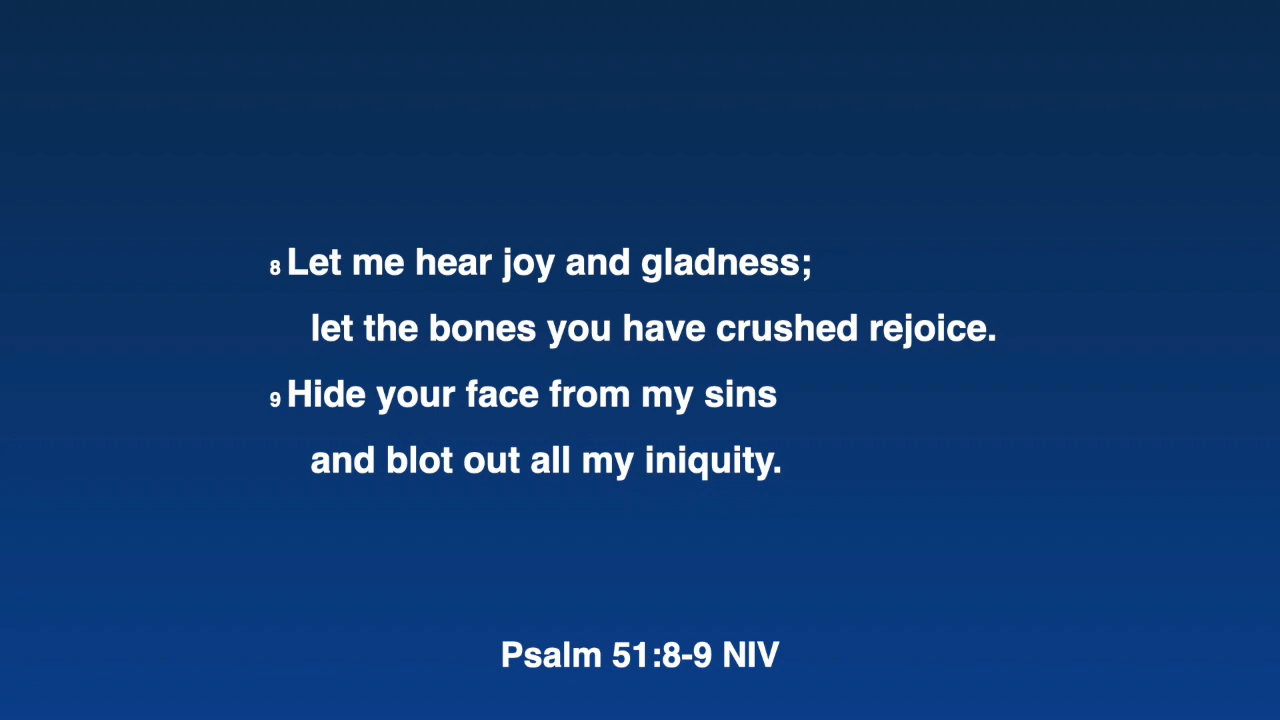 8 Let me hear joy and gladness;
let the bones you have crushed rejoice.
9 Hide your face from my sins
and blot out all my iniquity.
Psalm 51:8-9 NIV